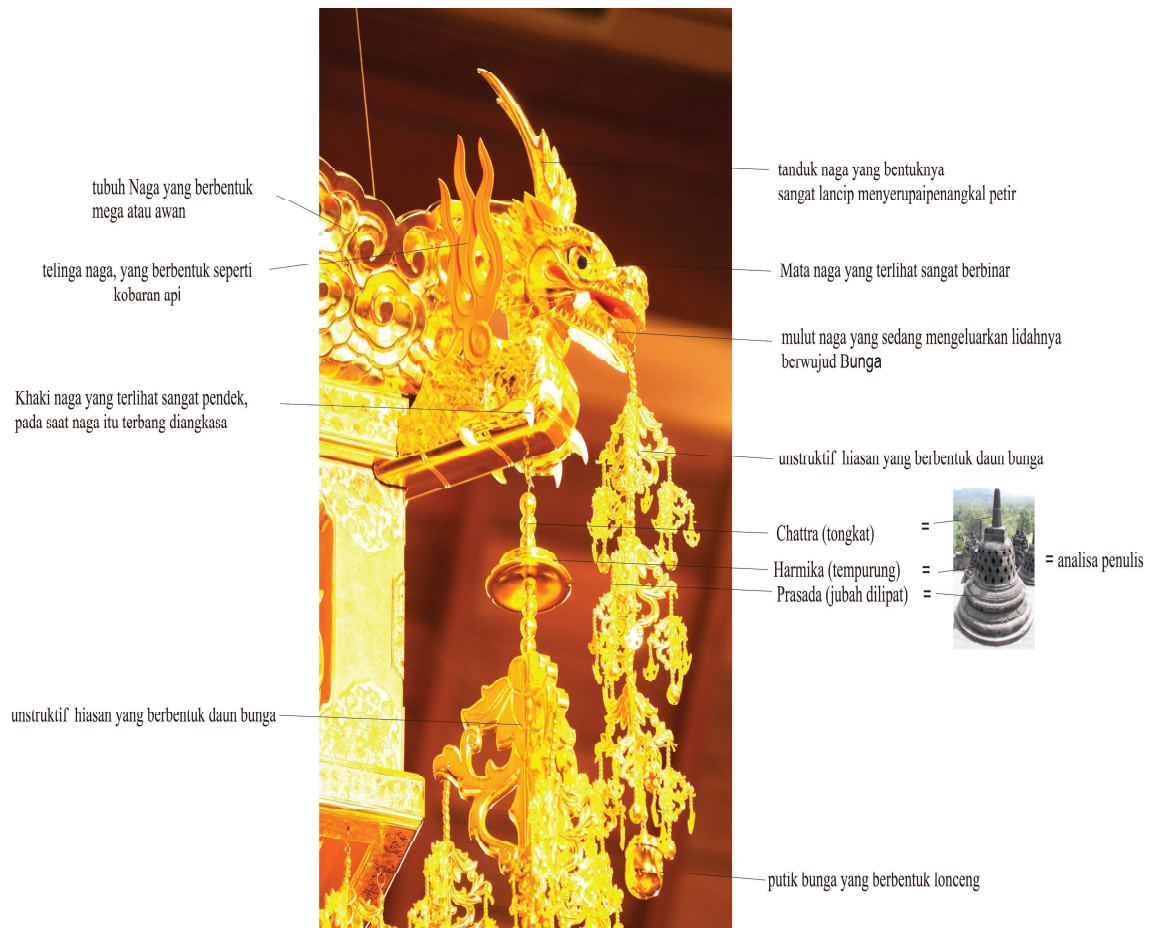 tubuh Naga yang berbentuk
mega atau awan
telinga naga, yang berbentuk seperti
kobaran api
Khaki naga yang terlihat sangat pendek,
pada saat naga itu terbang diangkasa
unstruktif hiasan yang berbentuk daun bunga
tanduk naga yang bentuknya
sangat lancip menyerupaipenangkal petir
Mata naga yang terlihat sangat berbinar
mulut naga yang sedang mengeluarkan lidahnya
berwujud Bunga
unstruktif hiasan yang berbentuk daun bunga
Chattra (tongkat) =
Harmika (tempurung) =
Prasada (jubah dilipat) =
= analisa penulis
putik bunga yang berbentuk lonceng